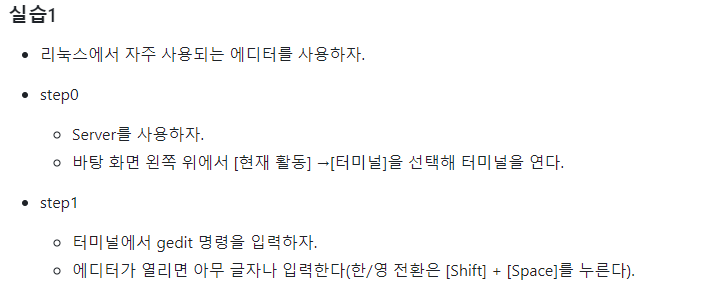 실습1
리눅스에서 자주 사용되는 에디터를 사용하자.
step0
Server를 사용하자.
바탕 화면 왼쪽 위에서 [현재 활동] →[터미널]을 선택해 터미널을 연다.
step1
터미널에서 gedit 명령을 입력하자.
에디터가 열리면 아무 글자나 입력한다(한/영 전환은 [Shift] + [Space]를 누른다).